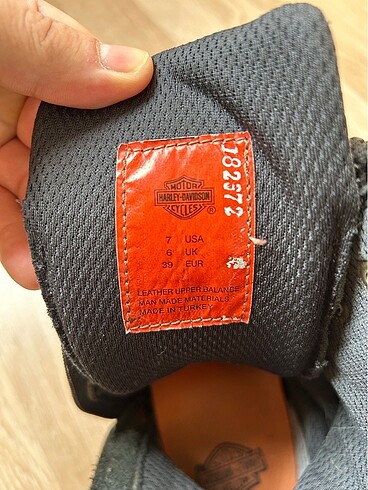 MOTOR
HARLEY-DAVIDSON
CYCLES
®
7 USA
6 UK
39 EUR
LEATHER UPPER BALANCE
MAN MADE MATERIALS
MADE IN TURKEY